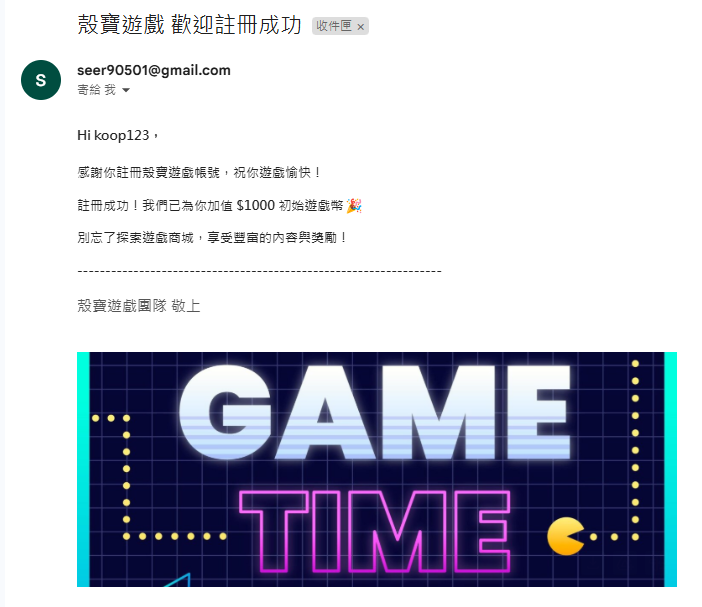 殼寶遊戲 歡迎註冊成功 收件匣 ×
S
seer90501@gmail.com
寄給 我
Hi koop123，
感謝你註冊殼寶遊戲帳號，祝你遊戲愉快！
註冊成功！我們已為你加值 $1000 初始遊戲幣 🎉
別忘了探索遊戲商城，享受豐富的內容與獎勵！
-----------------------------------------------------------------
殼寶遊戲團隊 敬上
GAME
TIME